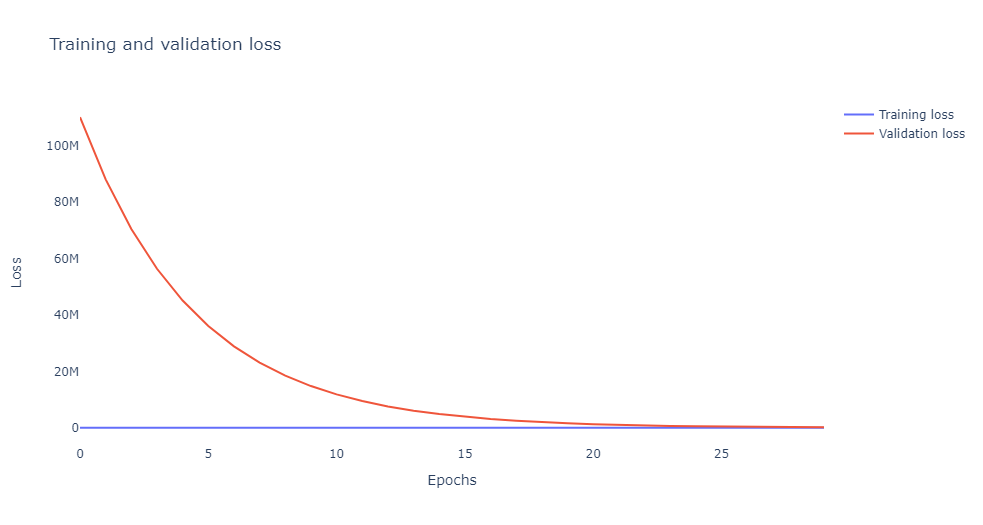 Training and validation loss
Training loss
Validation loss
100M
80M
60M
40M
20M
0
Loss
0 5 10 15 20 25
Epochs